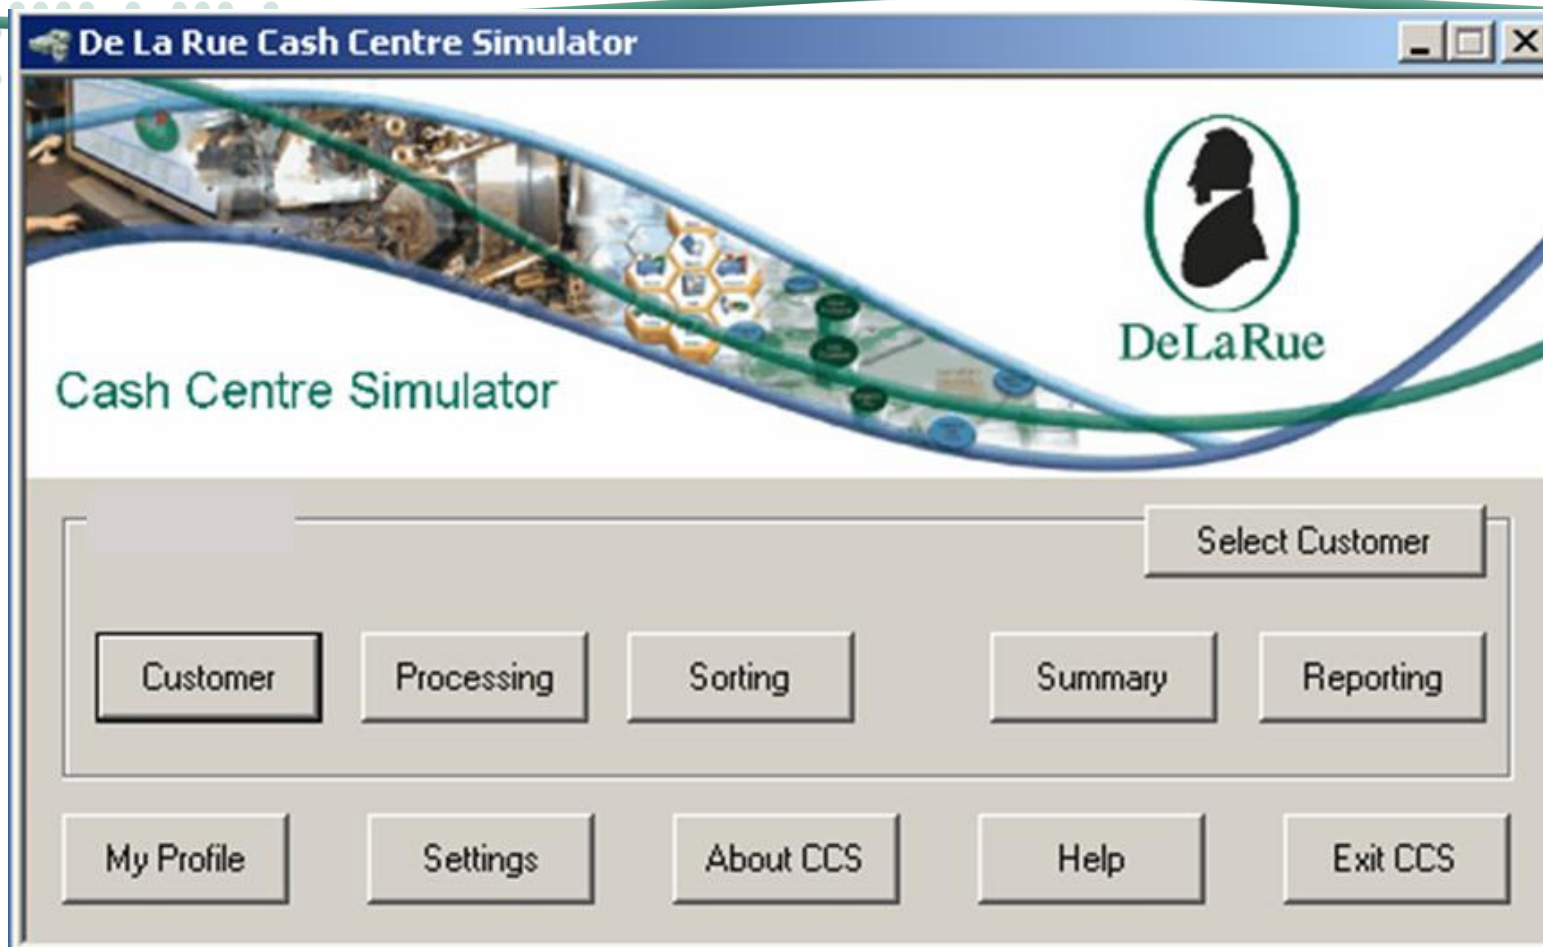 De La Rue Cash Centre Simulator
DeLaRue
Cash Centre Simulator
Select Customer
Customer Processing Sorting Summary Reporting
My Profile Settings About CCS Help Exit CCS